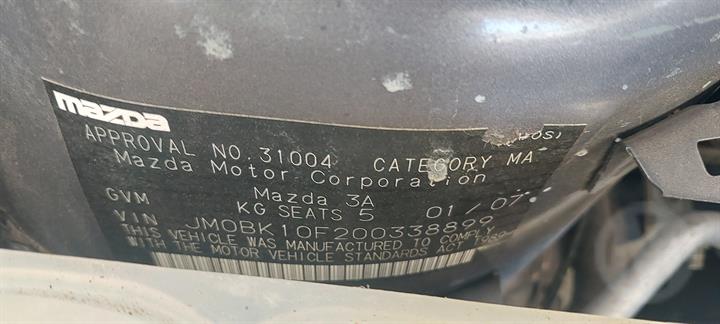 mazda
APPROVAL NO. 31004 CATEGORY MA
Mazda Motor Corporation
Mazda 3A
GVM KG SEATS 5 01/07
VIN JM0BK10F200338899
THIS VEHICLE WAS MANUFACTURED TO COMPLY
WITH THE MOTOR VEHICLE STANDARDS ACT 1989